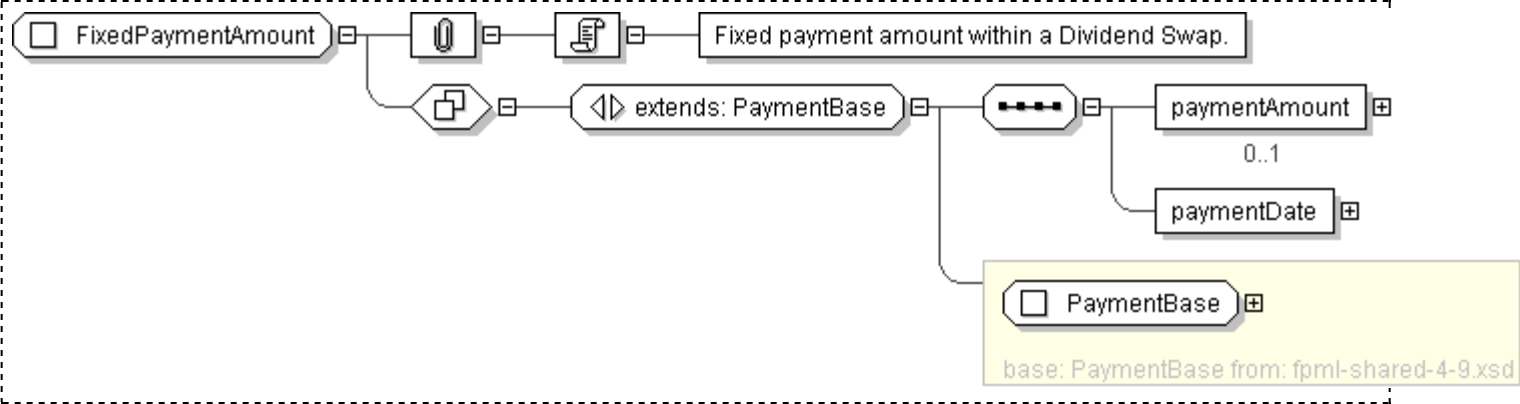 FixedPaymentAmount
Fixed payment amount within a Dividend Swap.
extends: PaymentBase
paymentAmount
0..1
paymentDate
PaymentBase
base: PaymentBase from: fpml-shared-4-9.xsd